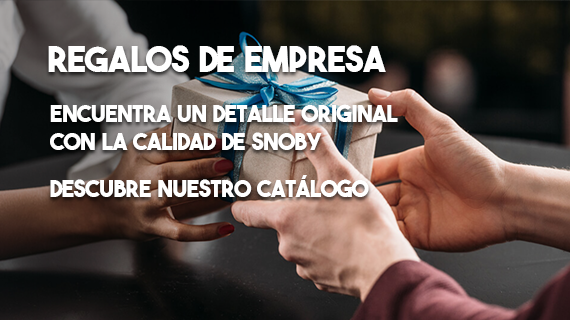 REGALOS DE EMPRESA
ENCUENTRA UN DETALLE ORIGINAL
CON LA CALIDAD DE SNOBY
DESCUBRE NUESTRO CATÁLOGO